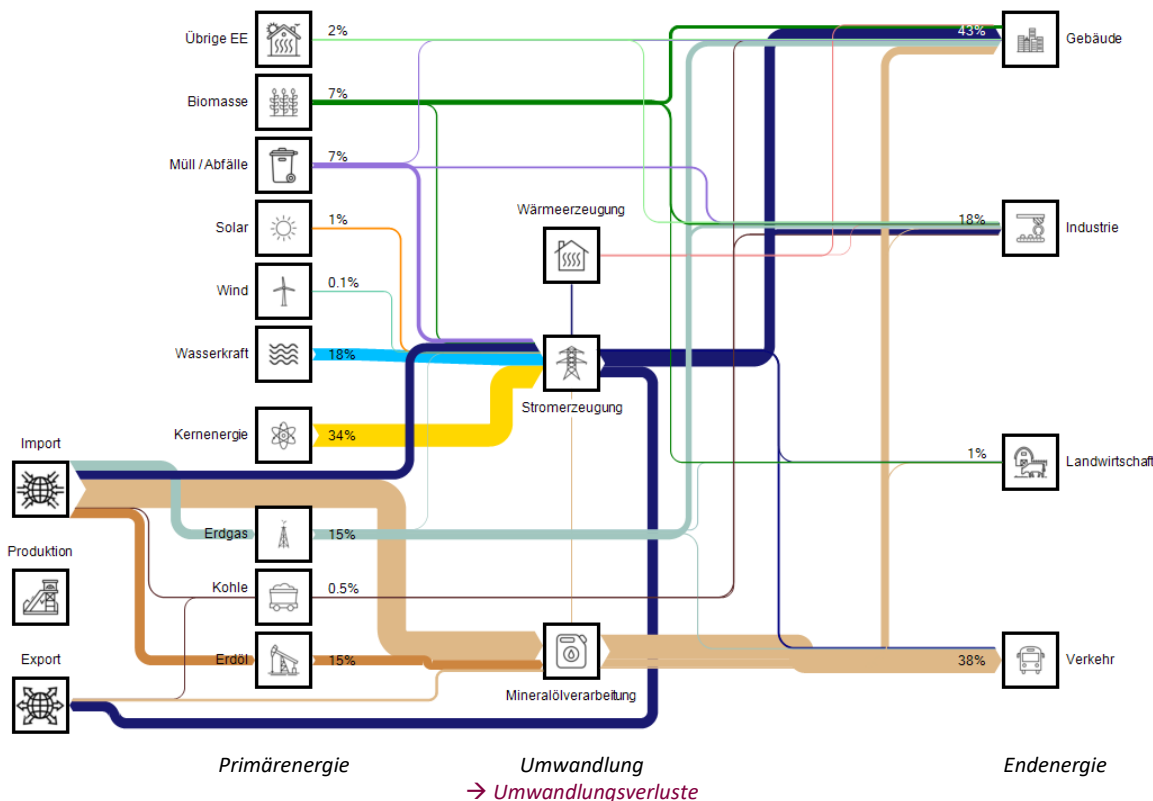 Übrige EE
2%
43%
Gebäude
Biomasse
7%
Müll / Abfälle
7%
Wärmeerzeugung
Solar
1%
18%
Industrie
Wind
0.1%
Wasserkraft
18%
Stromerzeugung
Kernenergie
34%
Import
1%
Landwirtschaft
Erdgas
15%
Produktion
Kohle
0.5%
Export
Erdöl
15%
38%
Verkehr
Mineralölverarbeitung
Primärenergie
Umwandlung
Endenergie
→ Umwandlungsverluste